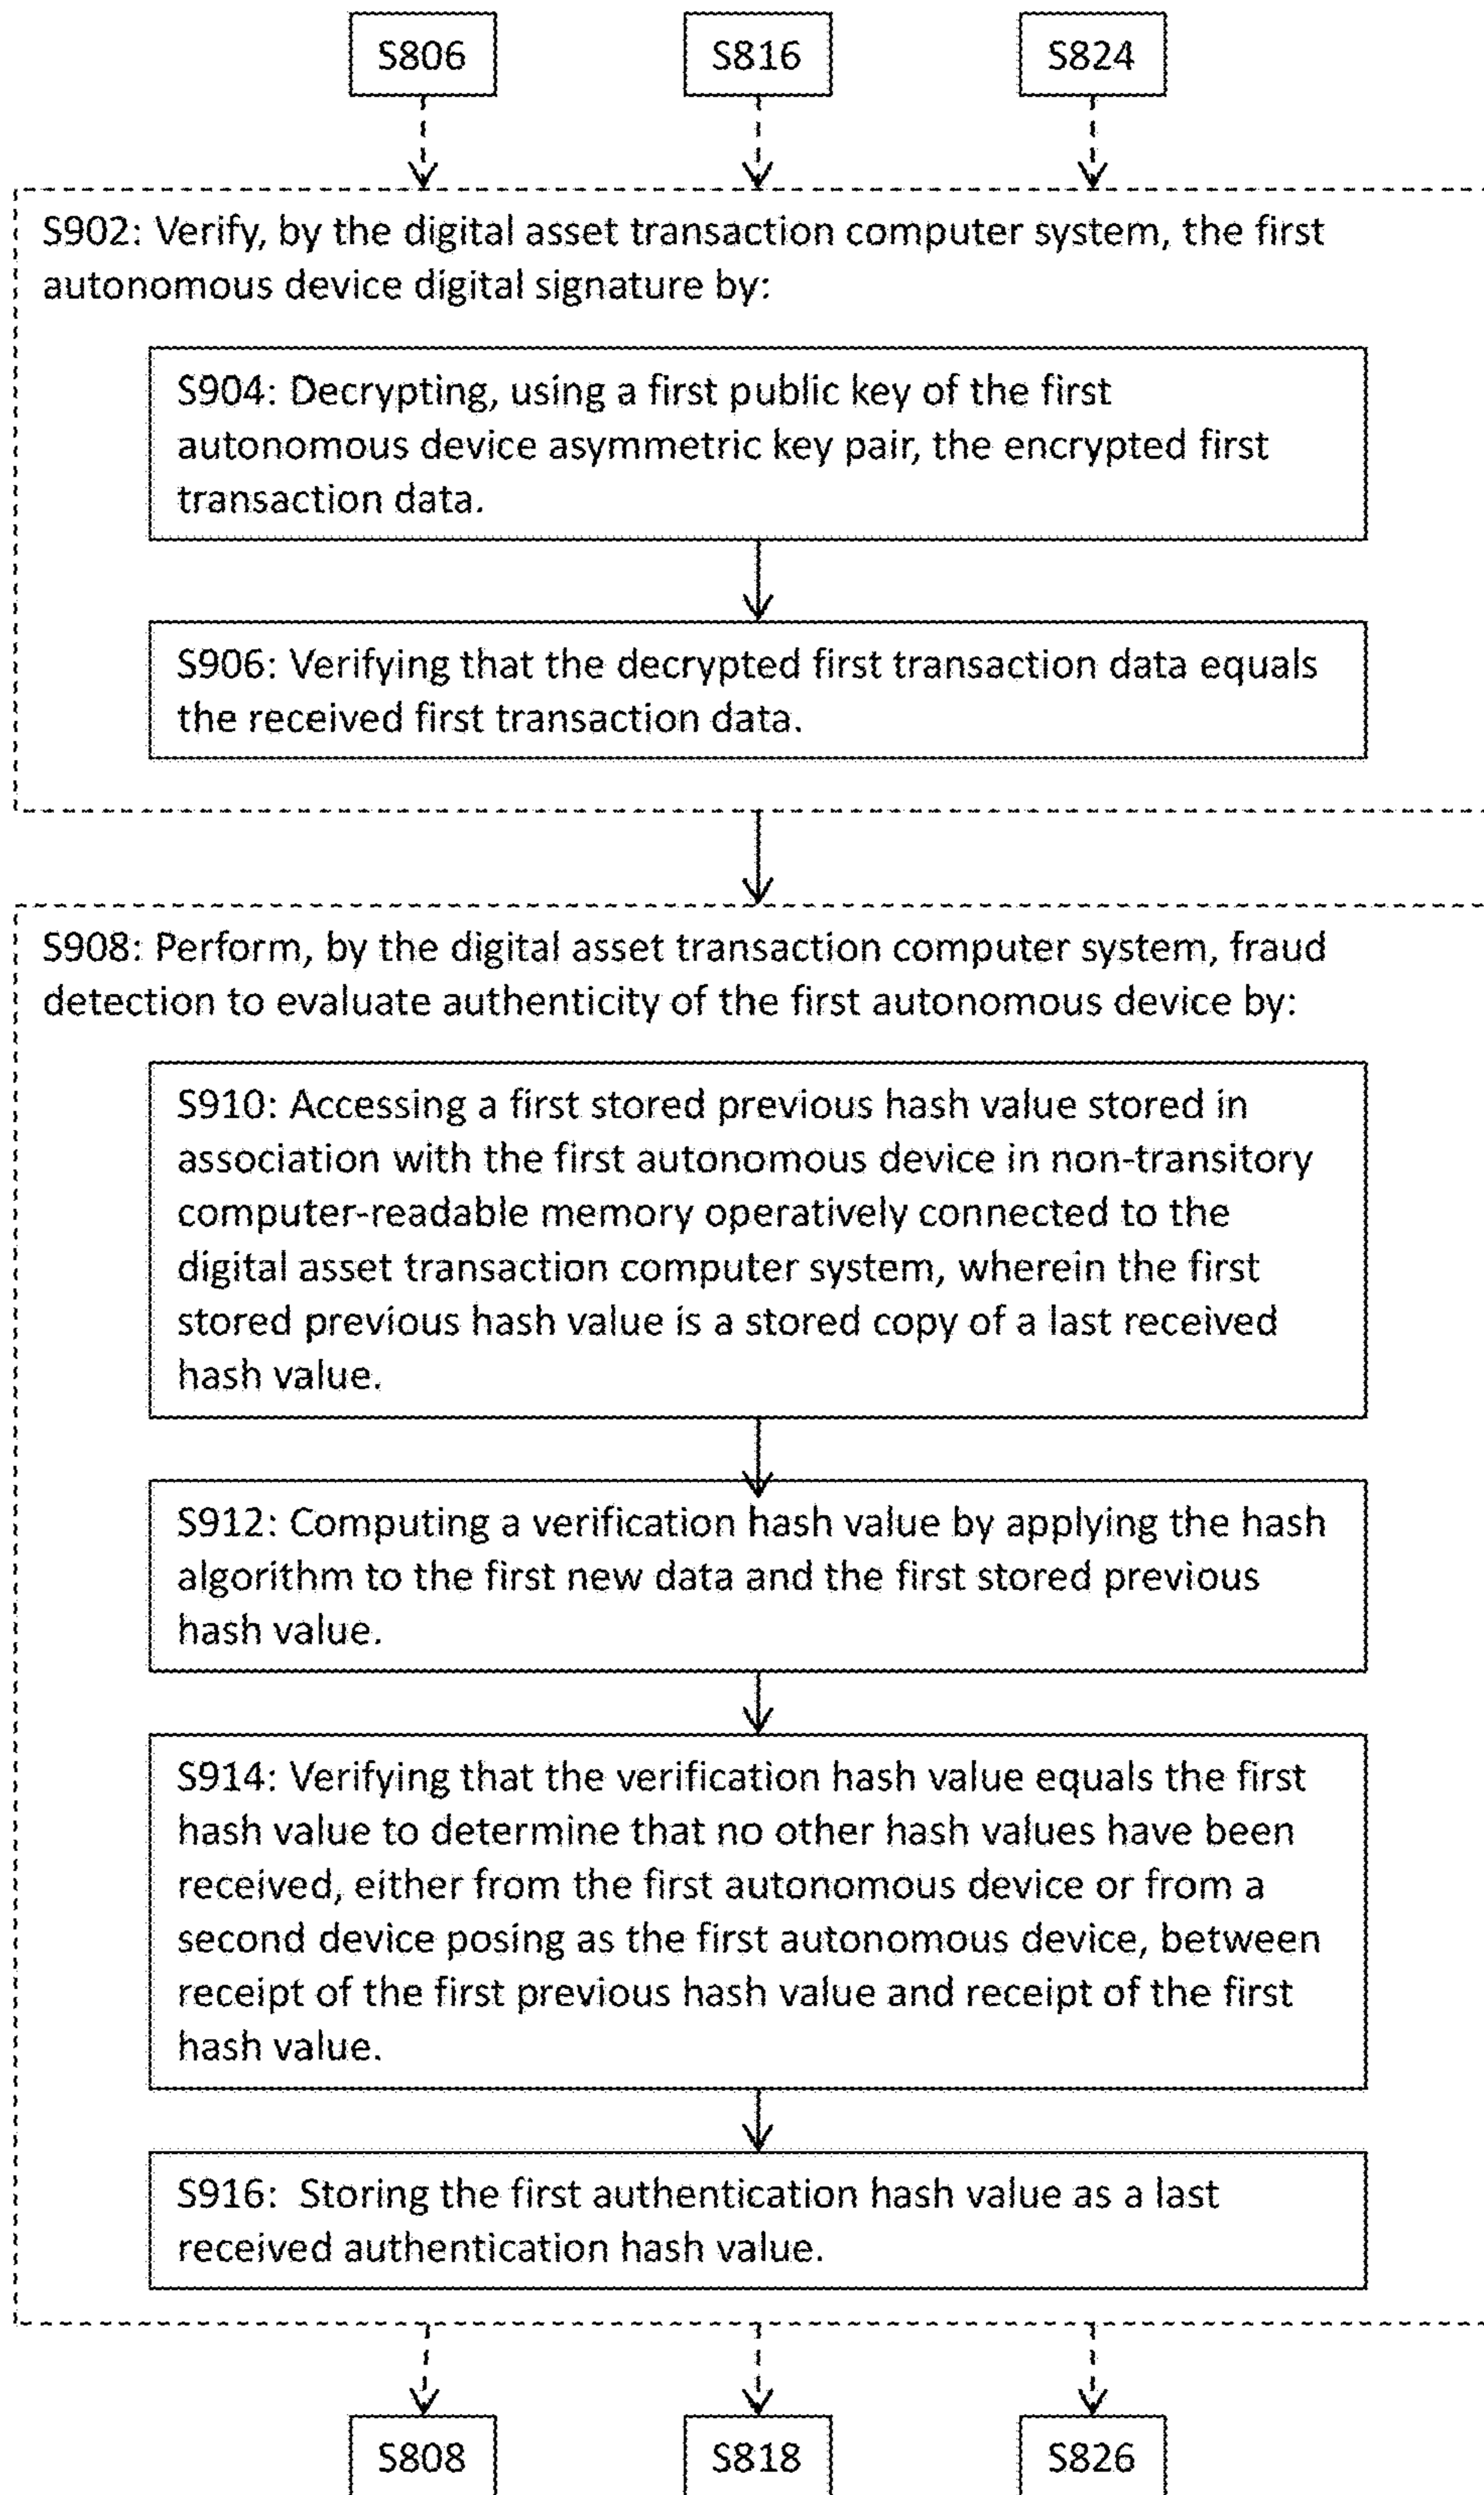 S806
S816
S824
S902: Verify, by the digital asset transaction computer system, the first
autonomous device digital signature by:
S904: Decrypting, using a first public key of the first
autonomous device asymmetric key pair, the encrypted first
transaction data.
S906: Verifying that the decrypted first transaction data equals
the received first transaction data.
S908: Perform, by the digital asset transaction computer system, fraud
detection to evaluate authenticity of the first autonomous device by:
S910: Accessing a first stored previous hash value stored in
association with the first autonomous device in non-transitory
computer-readable memory operatively connected to the
digital asset transaction computer system, wherein the first
stored previous hash value is a stored copy of a last received
hash value.
S912: Computing a verification hash value by applying the hash
algorithm to the first new data and the first stored previous
hash value.
S914: Verifying that the verification hash value equals the first
hash value to determine that no other hash values have been
received, either from the first autonomous device or from a
second device posing as the first autonomous device, between
receipt of the first previous hash value and receipt of the first
hash value.
S916: Storing the first authentication hash value as a last
received authentication hash value.
S808
S818
S826